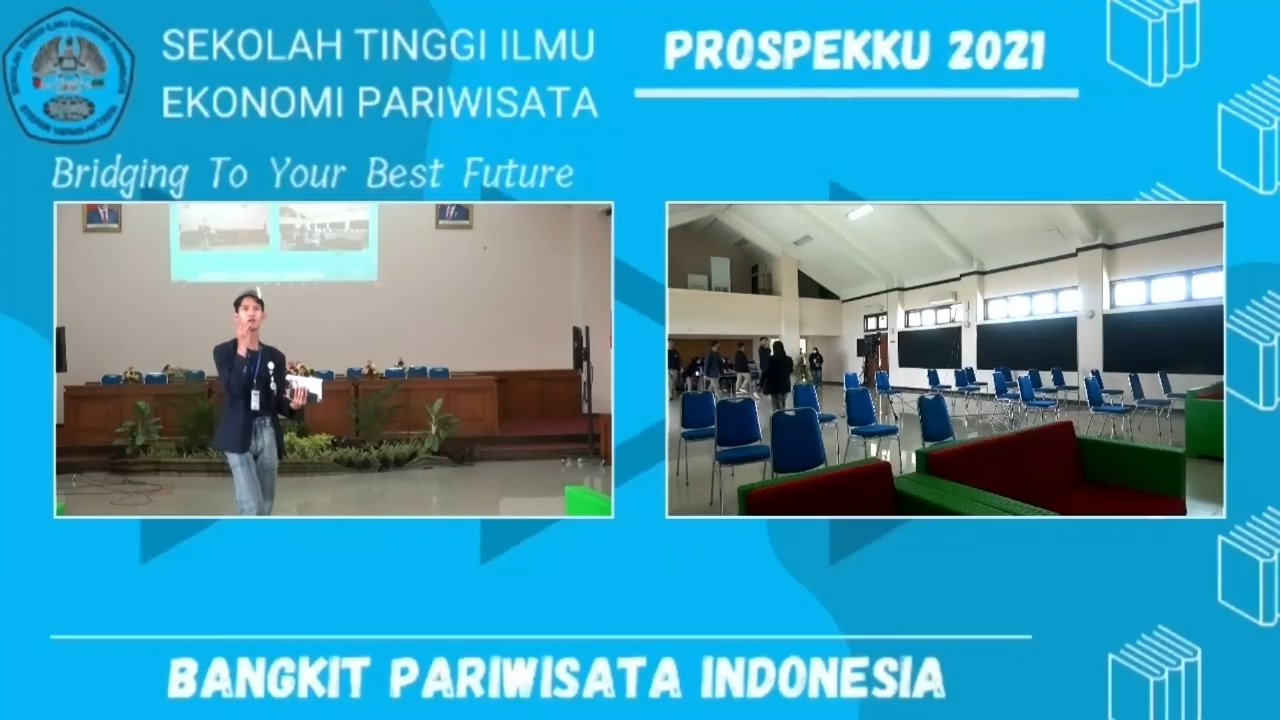 SEKOLAH TINGGI ILMU
EKONOMI PARIWISATA
PROSPEKKU 2021
Bridging To Your Best Future
BANGKIT PARIWISATA INDONESIA